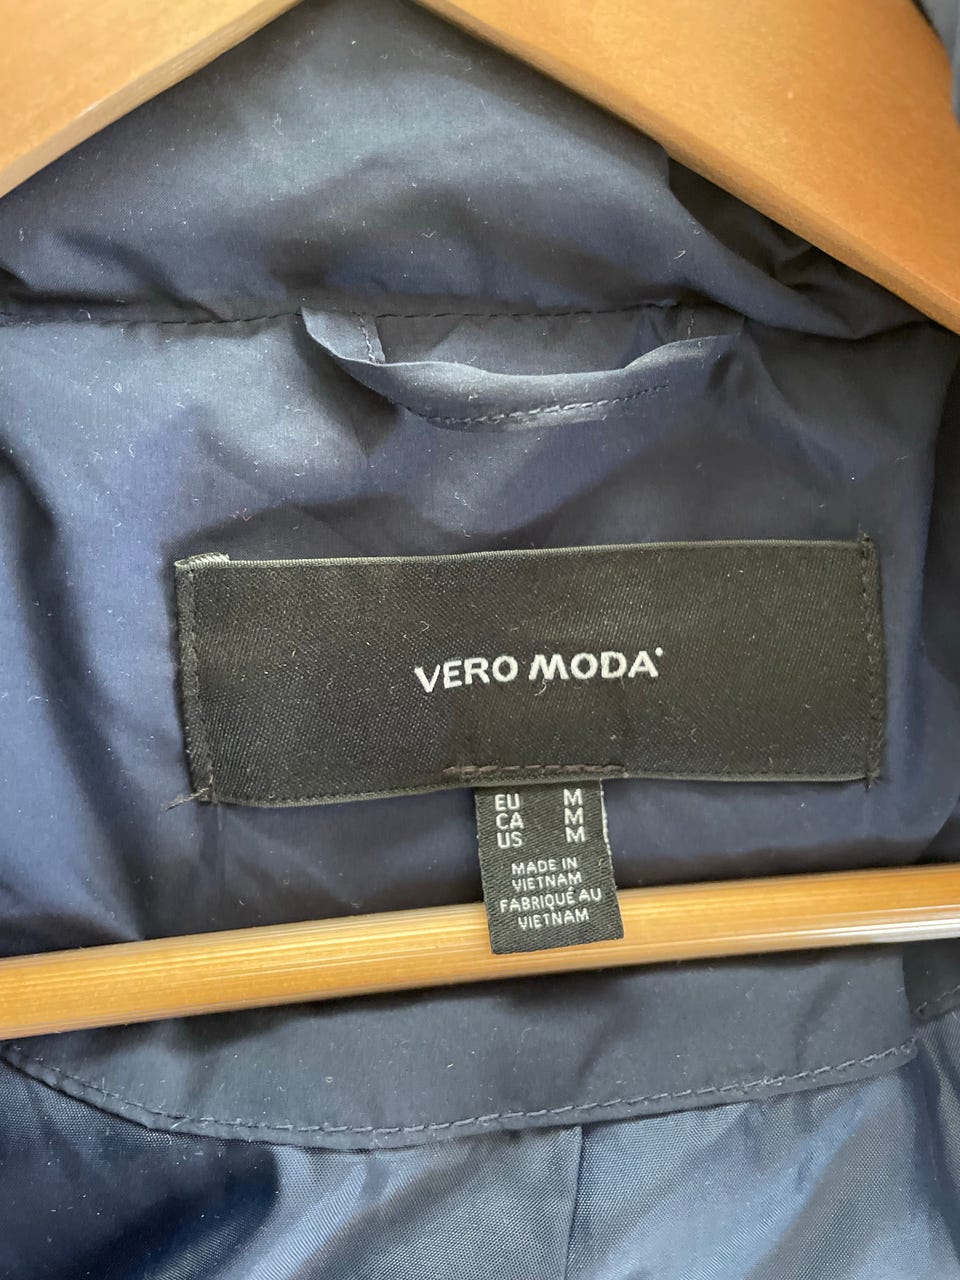 VERO MODA
EU M
CA M
US M
MADE IN
VIETNAM
FABRIQUÉ AU
VIETNAM